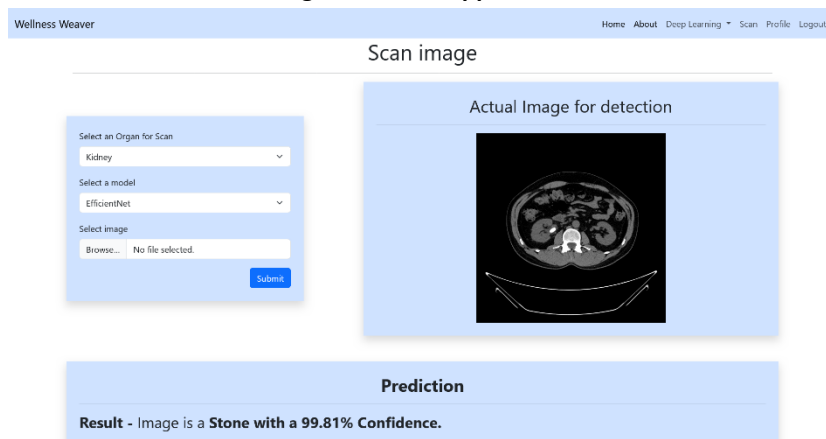 Wellness Weaver Home About Deep Learning Scan Profile Logout
Scan image
Actual Image for detection
Select an Organ for Scan
Kidney
Select a model
EfficientNet
Select image
Browse... No file selected.
Submit
Prediction
Result - Image is a Stone with a 99.81% Confidence.